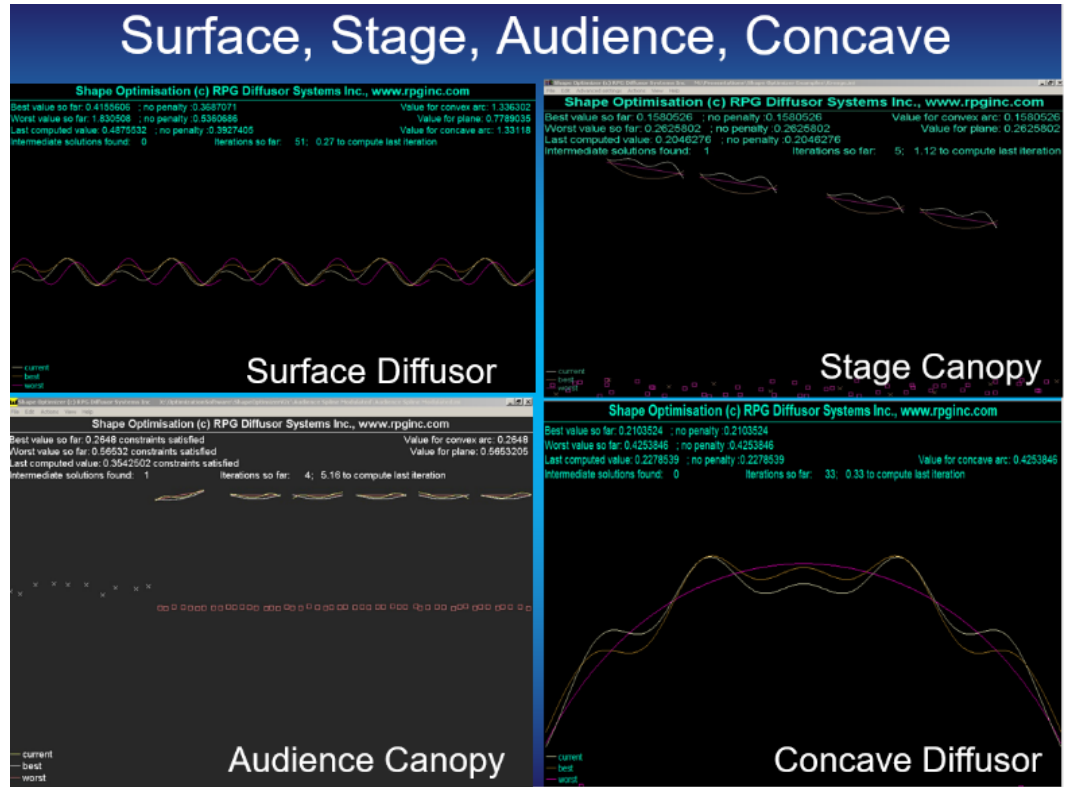 Surface, Stage, Audience, Concave
Shape Optimisation (c) RPG Diffusor Systems Inc., www.rpginc.com
Best value so far: 0.4155606 ; no penalty :0.3687071 Value for convex arc: 1.336302
Worst value so far: 1.830508 ; no penalty :0.5360686 Value for plane: 0.7789035
Last computed value: 0.4875532 ; no penalty :0.3927405 Value for concave arc: 1.33118
Intermediate solutions found: 0 Iterations so far: 51; 0.27 to compute last iteration
current
best
worst
Surface Diffusor
File Edit Advanced settings Actions View Help
Shape Optimisation (c) RPG Diffusor Systems Inc., www.rpginc.com
Best value so far: 0.1580526 ; no penalty :0.1580526 Value for convex arc: 0.1580526
Worst value so far: 0.2625802 ; no penalty :0.2625802 Value for plane: 0.2625802
Last computed value: 0.2046276 ; no penalty :0.2046276
Intermediate solutions found: 1 Iterations so far: 5; 1.12 to compute last iteration
current
best
worst
Stage Canopy
File Edit Actions View Help
Shape Optimisation (c) RPG Diffusor Systems Inc., www.rpginc.com
Best value so far: 0.2648 constraints satisfied Value for convex arc: 0.2648
Worst value so far: 0.56532 constraints satisfied Value for plane: 0.5653205
Last computed value: 0.3542502 constraints satisfied
Intermediate solutions found: 1 Iterations so far: 4; 5.16 to compute last iteration
current
best
worst
Audience Canopy
Shape Optimisation (c) RPG Diffusor Systems Inc., www.rpginc.com
Best value so far: 0.2103524 ; no penalty :0.2103524
Worst value so far: 0.4253846 ; no penalty :0.4253846
Last computed value: 0.2278539 ; no penalty :0.2278539 Value for concave arc: 0.4253846
Intermediate solutions found: 0 Iterations so far: 33; 0.33 to compute last iteration
current
best
worst
Concave Diffusor